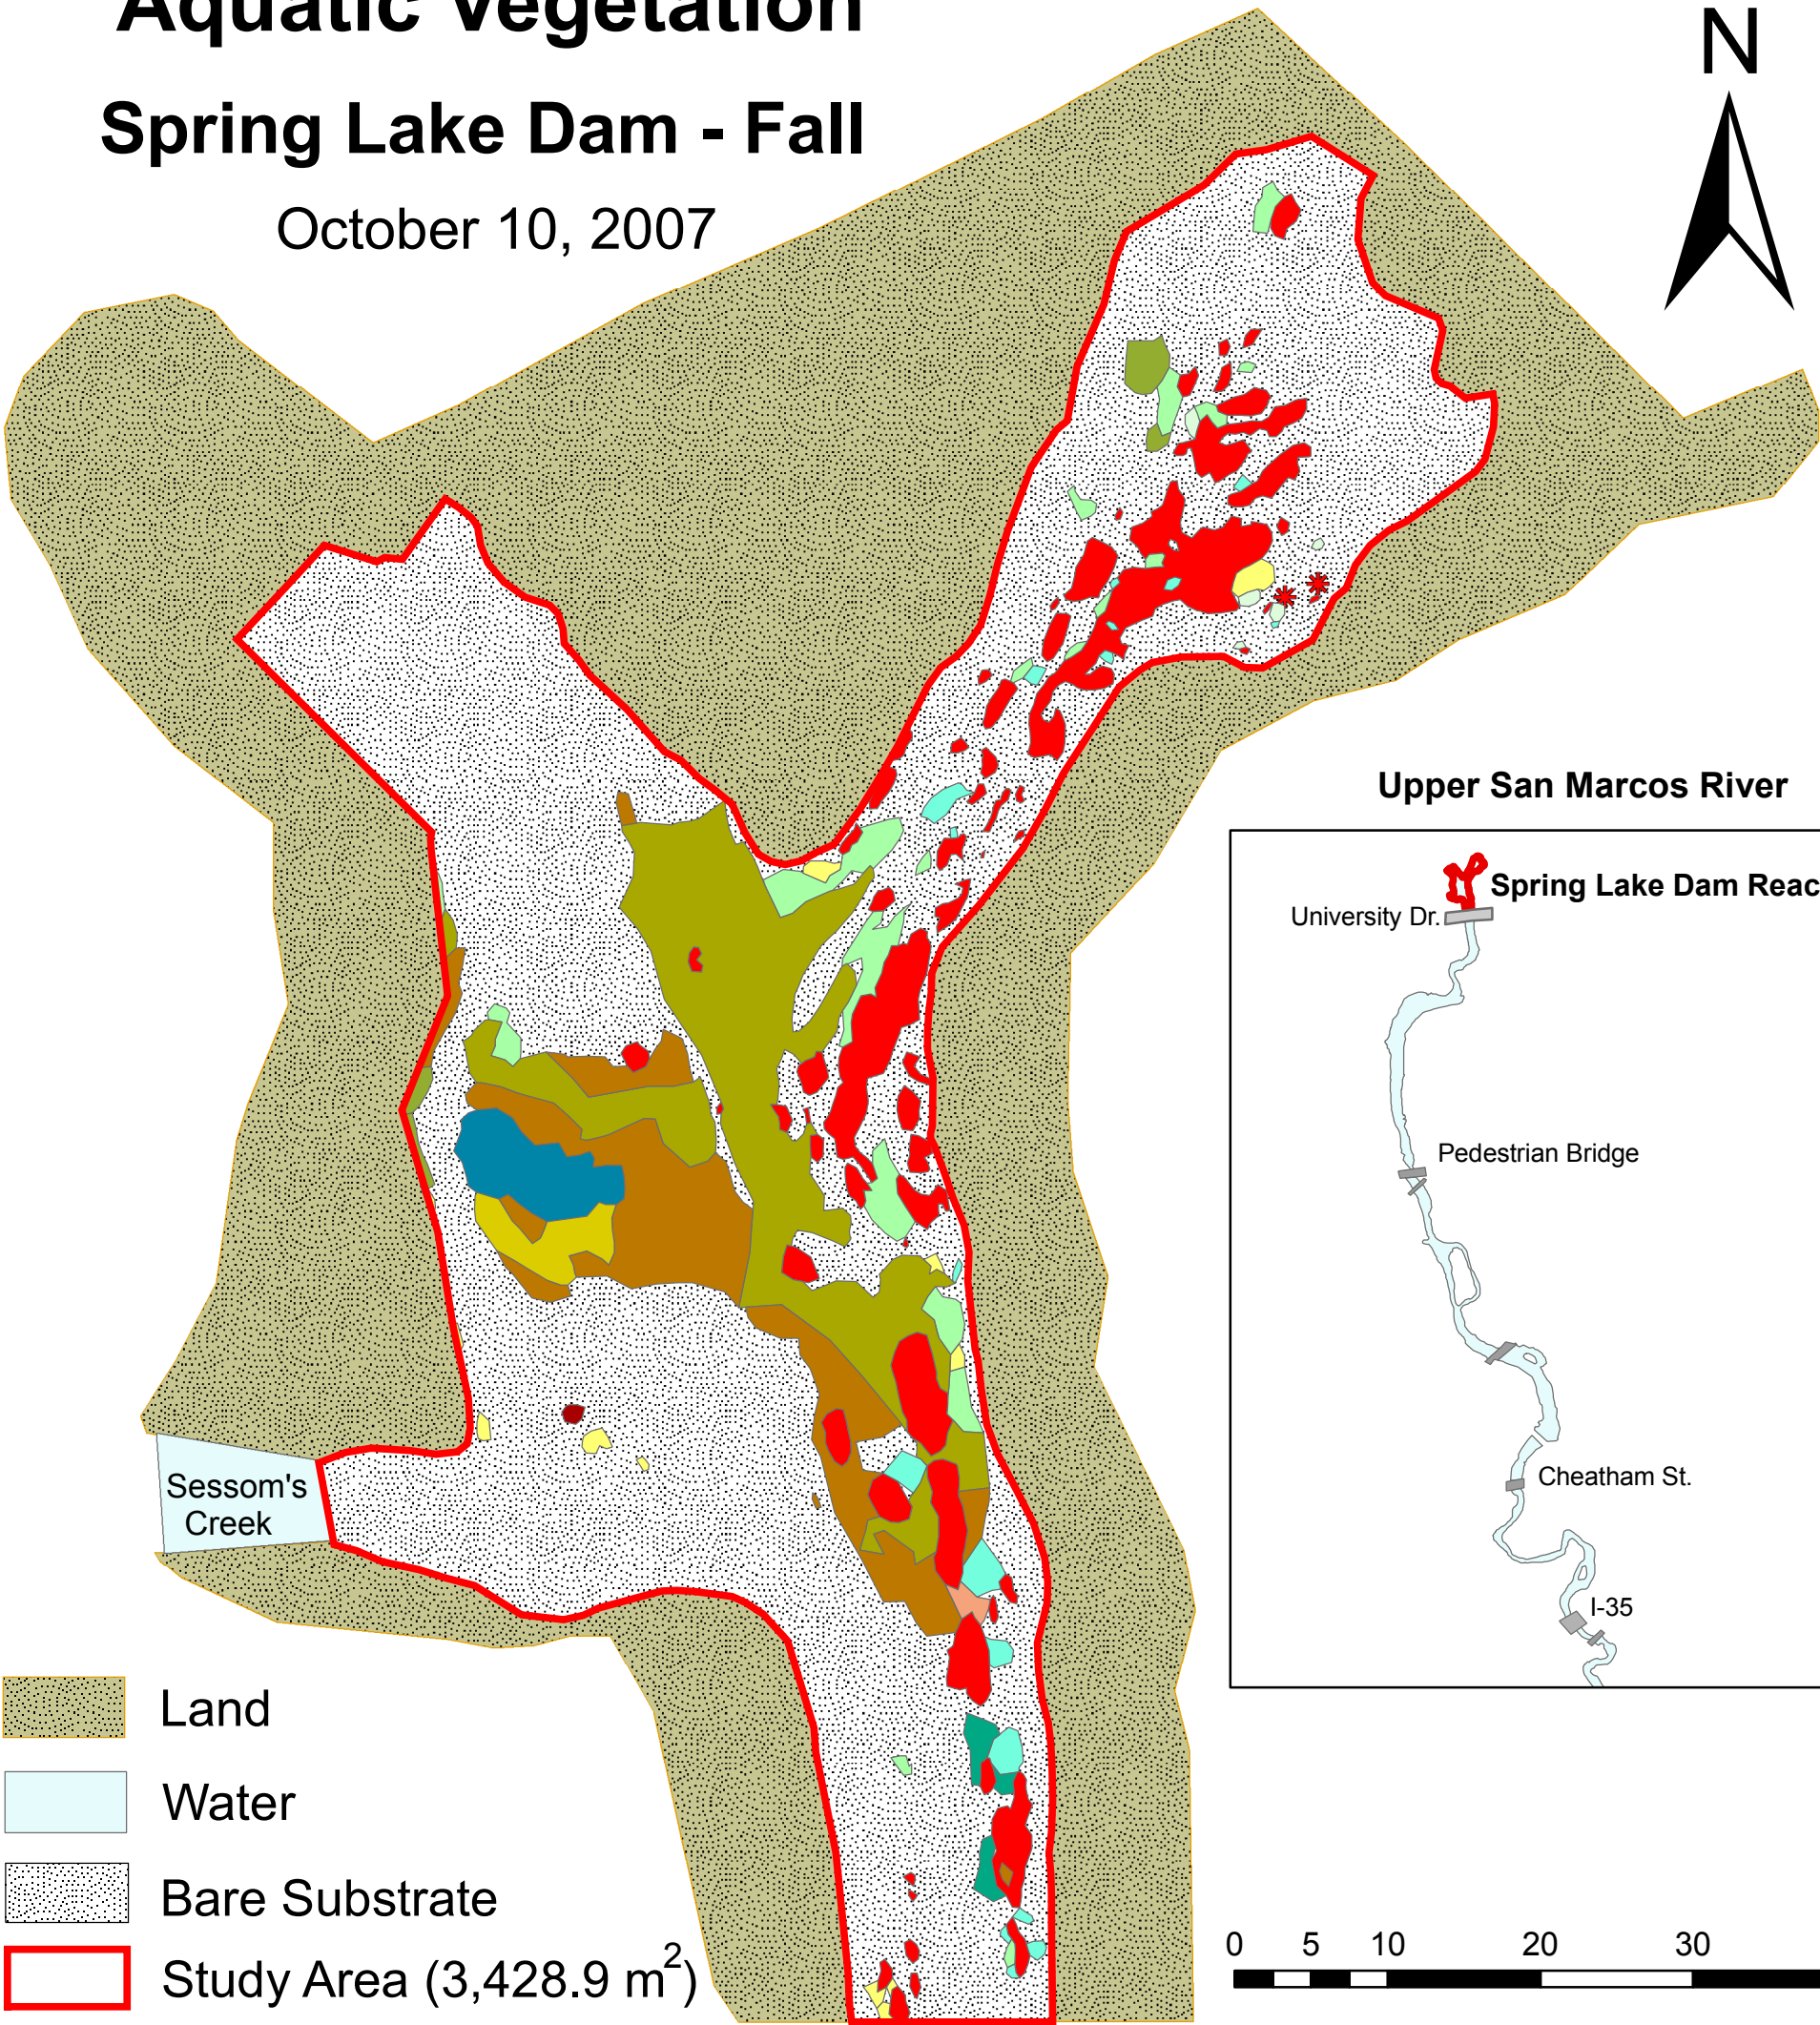 Aquatic Vegetation
Spring Lake Dam - Fall
October 10, 2007
N
Upper San Marcos River
Spring Lake Dam Reac
University Dr.
Pedestrian Bridge
Cheatham St.
I-35
Sessom's
Creek
Land
Water
Bare Substrate
Study Area (3,428.9 m²)
0 5 10 20 30